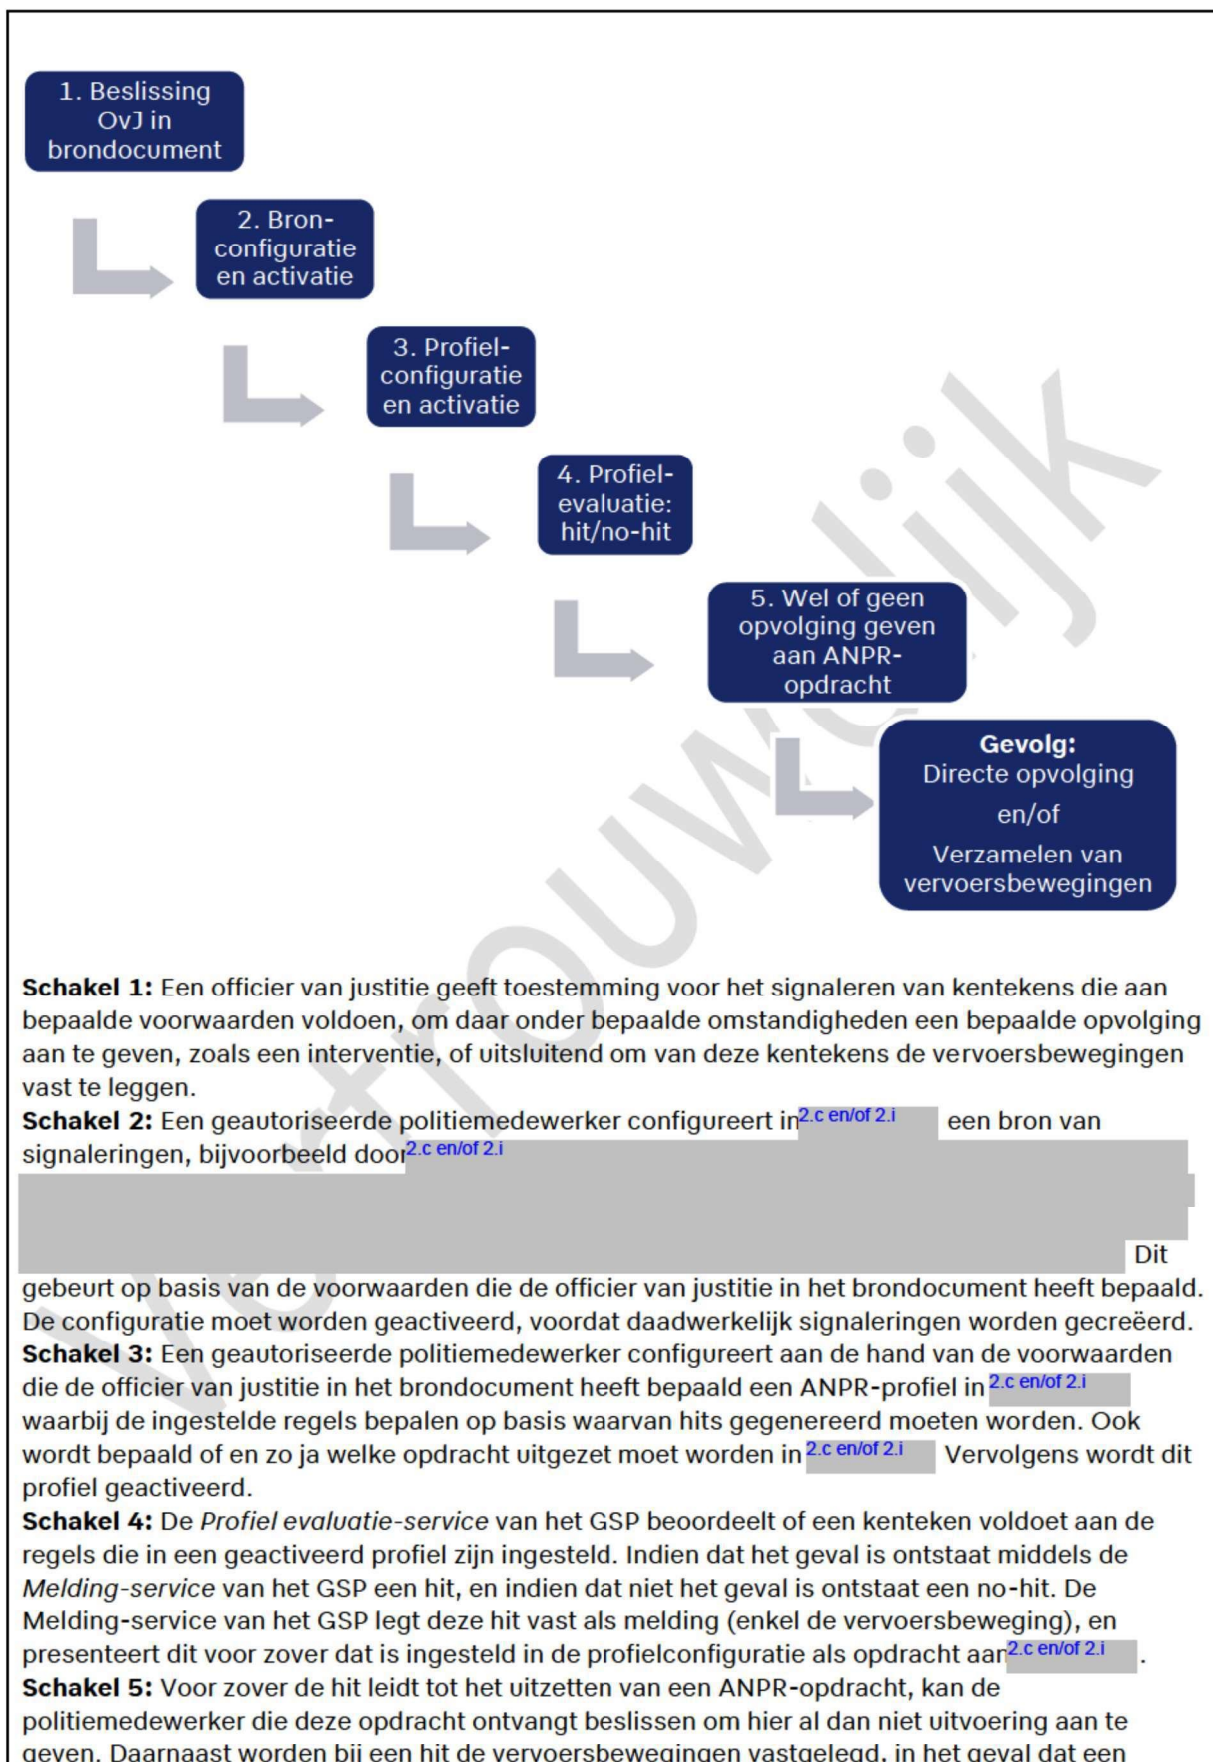 1. Beslissing
OvJ in
brondocument
2. Bron-
configuratie
en activatie
3. Profiel-
configuratie
en activatie
4. Profiel-
evaluatie:
hit/no-hit
5. Wel of geen
opvolging geven
aan ANPR-
opdracht
Gevolg:
Directe opvolging
en/of
Verzamelen van
vervoersbewegingen
Vertrouwelijk
Schakel 1: Een officier van justitie geeft toestemming voor het signaleren van kentekens die aan
bepaalde voorwaarden voldoen, om daar onder bepaalde omstandigheden een bepaalde opvolging
aan te geven, zoals een interventie, of uitsluitend om van deze kentekens de vervoersbewegingen
vast te leggen.
Schakel 2: Een geautoriseerde politiemedewerker configureert in 2.c en/of 2.i een bron van
signaleringen, bijvoorbeeld door 2.c en/of 2.i
Dit
gebeurt op basis van de voorwaarden die de officier van justitie in het brondocument heeft bepaald.
De configuratie moet worden geactiveerd, voordat daadwerkelijk signaleringen worden gecreëerd.
Schakel 3: Een geautoriseerde politiemedewerker configureert aan de hand van de voorwaarden
die de officier van justitie in het brondocument heeft bepaald een ANPR-profiel in 2.c en/of 2.i
waarbij de ingestelde regels bepalen op basis waarvan hits gegenereerd moeten worden. Ook
wordt bepaald of en zo ja welke opdracht uitgezet moet worden in 2.c en/of 2.i Vervolgens wordt dit
profiel geactiveerd.
Schakel 4: De Profiel evaluatie-service van het GSP beoordeelt of een kenteken voldoet aan de
regels die in een geactiveerd profiel zijn ingesteld. Indien dat het geval is ontstaat middels de
Melding-service van het GSP een hit, en indien dat niet het geval is ontstaat een no-hit. De
Melding-service van het GSP legt deze hit vast als melding (enkel de vervoersbeweging), en
presenteert dit voor zover dat is ingesteld in de profielconfiguratie als opdracht aan 2.c en/of 2.i .
Schakel 5: Voor zover de hit leidt tot het uitzetten van een ANPR-opdracht, kan de
politiemedewerker die deze opdracht ontvangt beslissen om hier al dan niet uitvoering aan te
geven. Daarnaast worden bij een hit de vervoersbewegingen vastgelegd, in het geval dat een